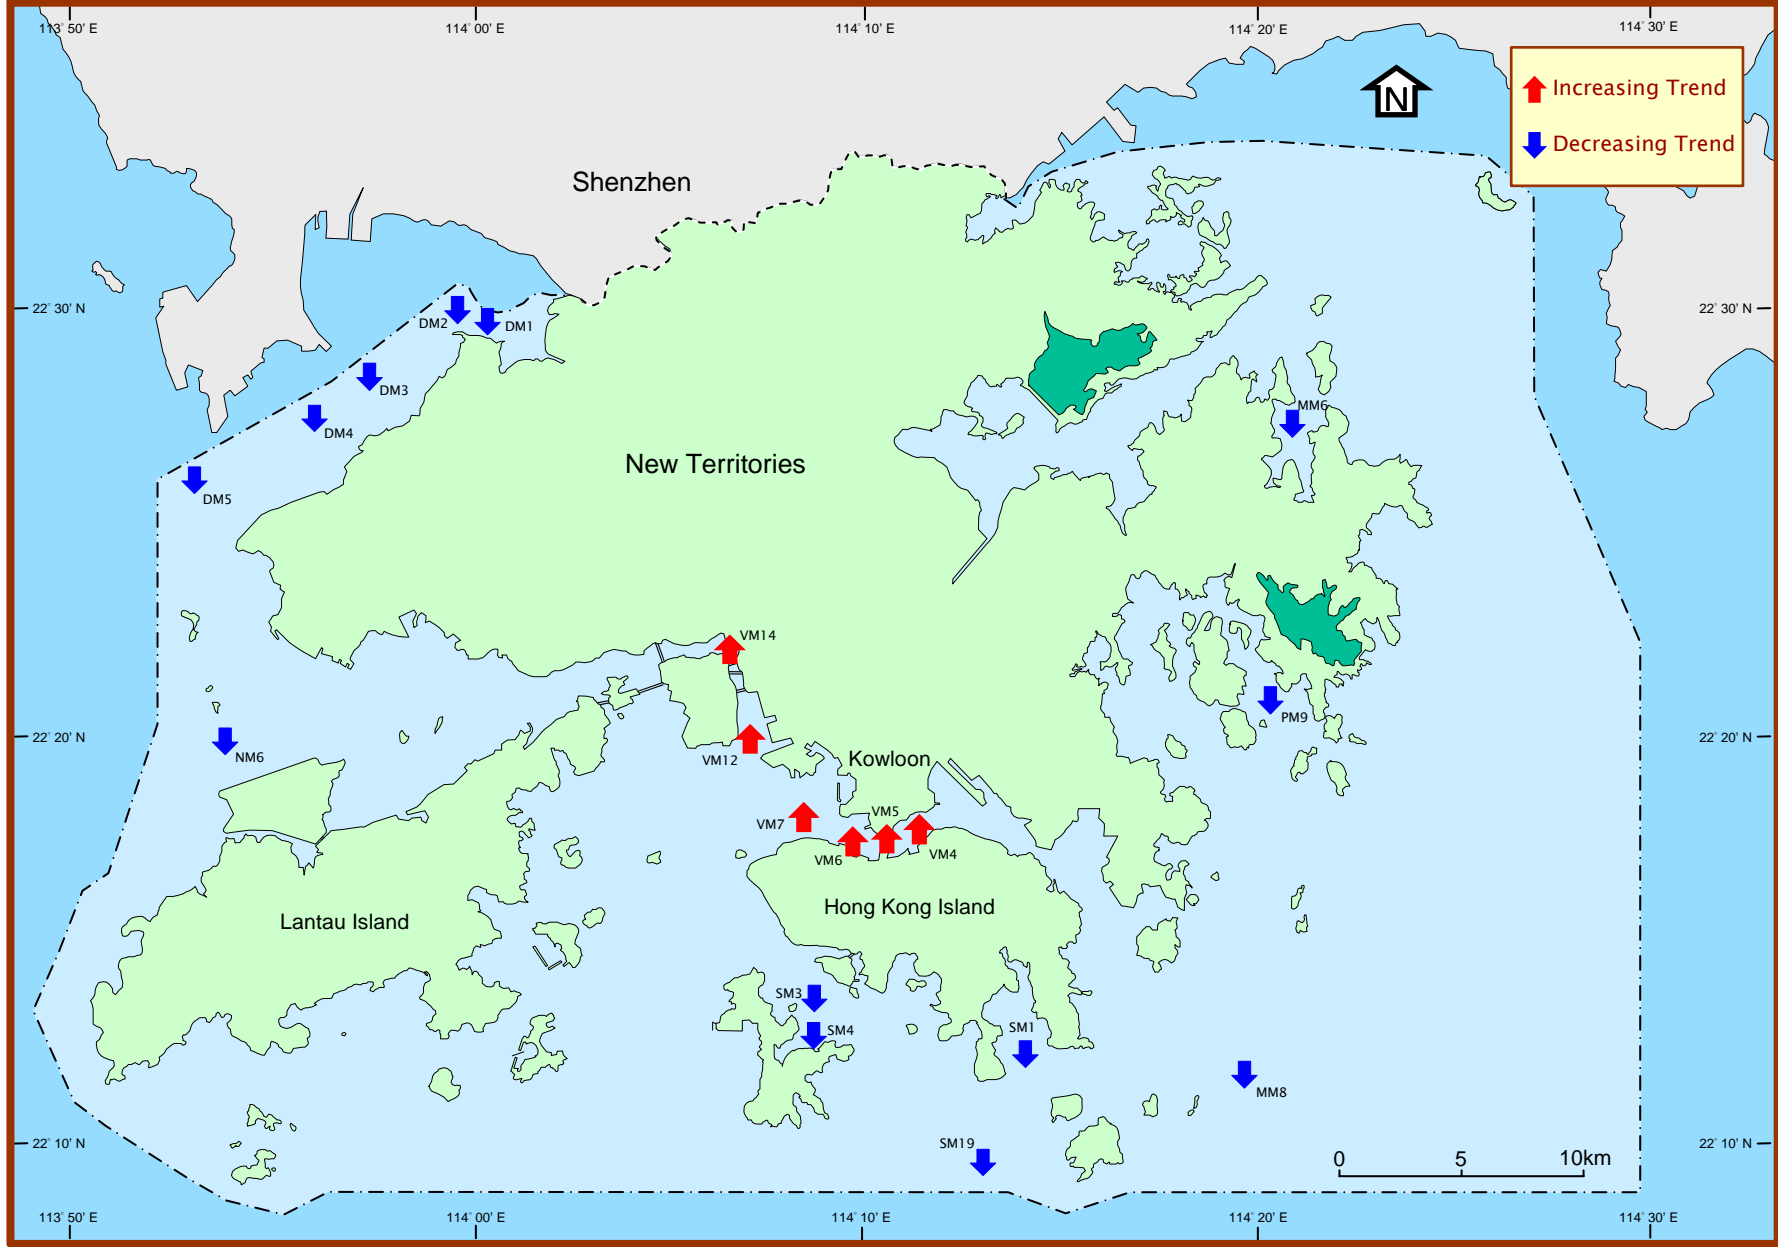 113° 50' E
114° 00' E
114° 10' E
114° 20' E
114° 30' E
Increasing Trend
Decreasing Trend
N
Shenzhen
22° 30' N
22° 30' N
DM2
DM1
DM3
DM4
DM5
MM6
New Territories
VM14
PM9
22° 20' N
22° 20' N
NM6
VM12
Kowloon
VM5
VM7
VM6
VM4
Hong Kong Island
Lantau Island
SM3
SM4
SM1
MM8
22° 10' N
22° 10' N
SM19
0 5 10km
113° 50' E
114° 00' E
114° 10' E
114° 20' E
114° 30' E